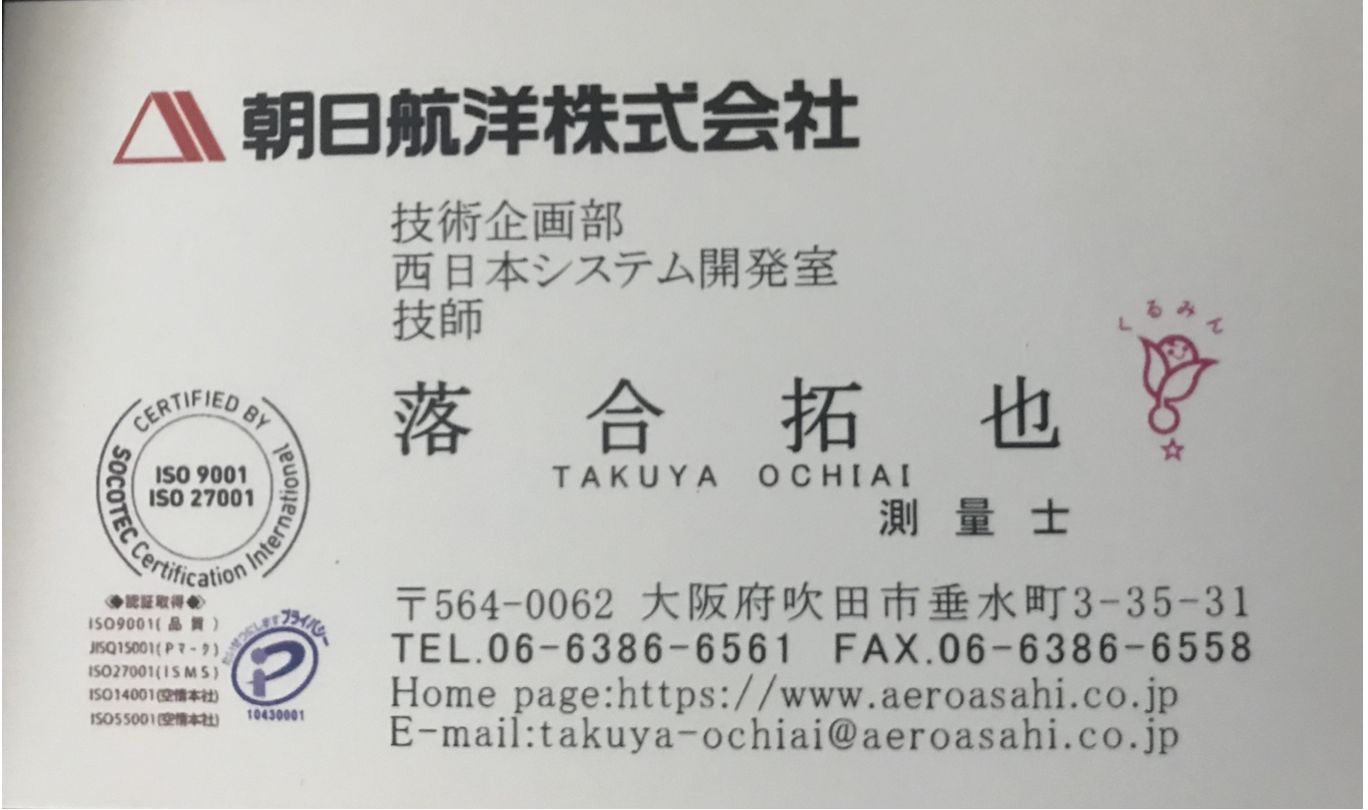 朝日航洋株式会社
技術企画部
西日本システム開発室
技師
くるみん
落合拓也
TAKUYA OCHIAI
測量士
CERTIFIED BY
SOCOTEC Certification International
ISO 9001
ISO 27001
◆認証取得◆
ISO9001(品質)
JISQ15001(Pマーク)
ISO27001(ISMS)
ISO14001(空情本社)
ISO55001(空情本社)
たいせつにしますプライバシー
10430001
〒564-0062 大阪府吹田市垂水町3-35-31
TEL.06-6386-6561 FAX.06-6386-6558
Home page:https://www.aeroasahi.co.jp
E-mail:takuya-ochiai@aeroasahi.co.jp